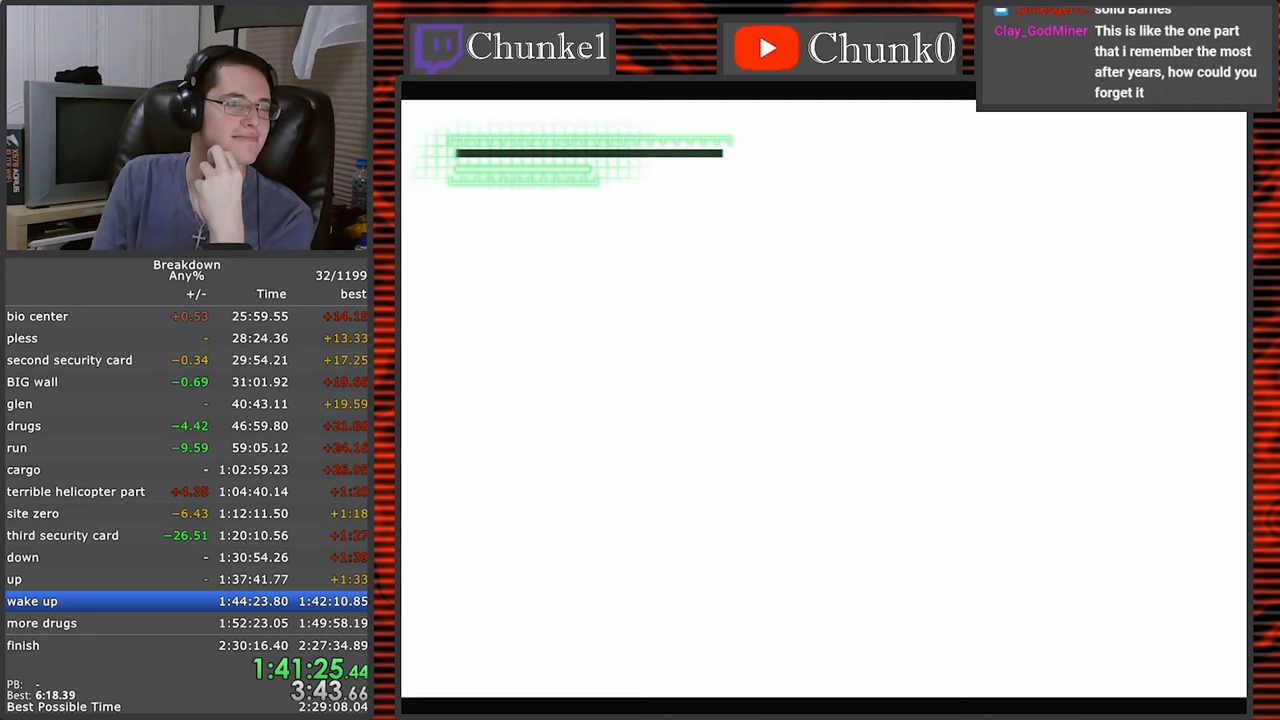 Chunke1
Chunk0
solid Barnes
Clay_GodMiner This is like the one part
that i remember the most
after years, how could you
forget it
Breakdown
Any% 32/1199
+/- Time best
bio center +0.53 25:59.55 +14.15
pless - 28:24.36 +13.33
second security card −0.34 29:54.21 +17.25
BIG wall −0.69 31:01.92
glen - 40:43.11 +19.59
drugs −4.42 46:59.80
run −9.59 59:05.12
cargo - 1:02:59.23
terrible helicopter part 1:04:40.14
site zero −6.43 1:12:11.50 +1:18
third security card −26.51 1:20:10.56 +1:27
down - 1:30:54.26
up - 1:37:41.77 +1:33
wake up 1:44:23.80 1:42:10.85
more drugs 1:52:23.05 1:49:58.19
finish 2:30:16.40 2:27:34.89
1:41:25.44
PB: - 3:43.66
Best: 6:18.39
Best Possible Time 2:29:08.04